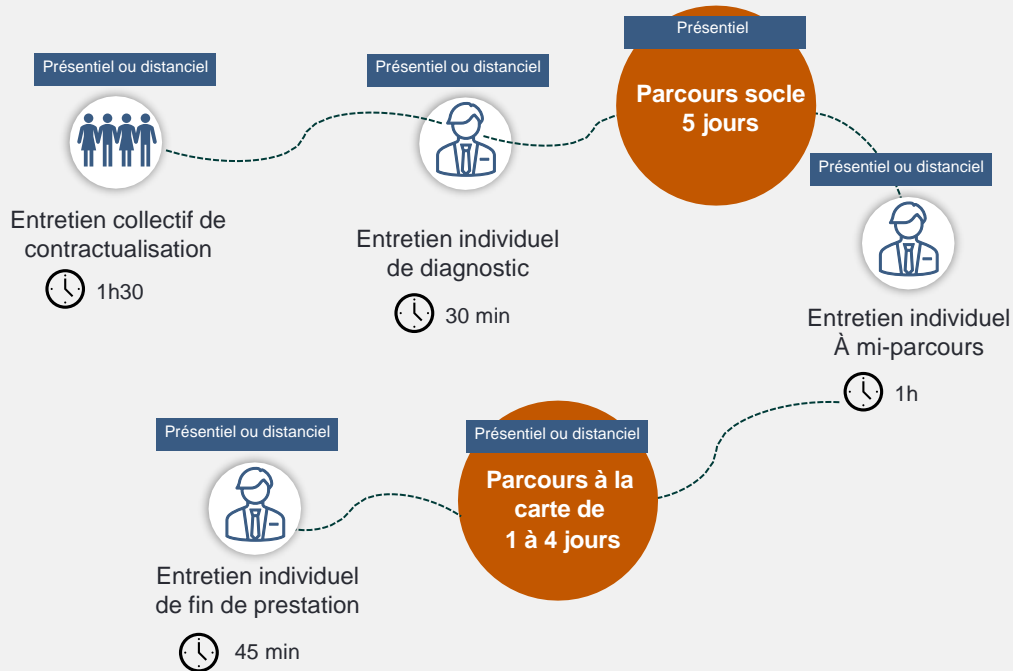 Présentiel ou distanciel
Entretien collectif de
contractualisation
1h30
Présentiel ou distanciel
Entretien individuel
de diagnostic
30 min
Présentiel
Parcours socle
5 jours
Présentiel ou distanciel
Entretien individuel
À mi-parcours
1h
Présentiel ou distanciel
Parcours à la
carte de
1 à 4 jours
Présentiel ou distanciel
Entretien individuel
de fin de prestation
45 min